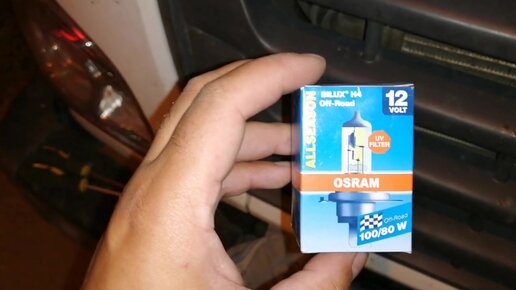 ALLSEASON
BILUX® H4
Off-Road
12
VOLT
UV
FILTER
OSRAM
Off-Road
100/80 W